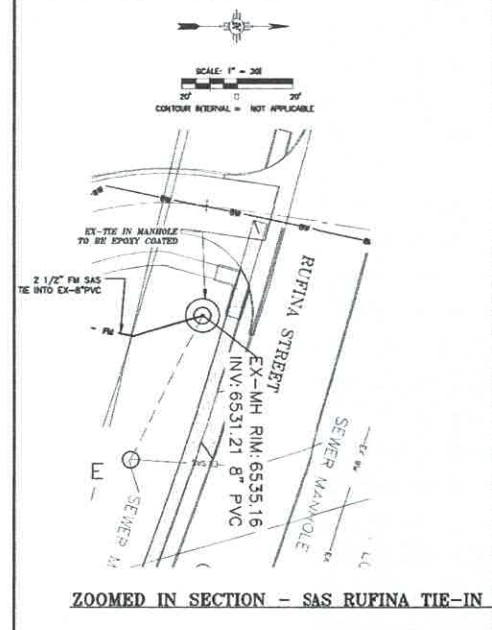 SCALE: 1" = 20'
20' 0 20'
CONTOUR INTERVAL = NOT APPLICABLE
EX-TIE IN MANHOLE
TO BE EPOXY COATED
2 1/2" FM SAS
TIE INTO EX-8"PVC
FM
RUFINA STREET
EX-MH RIM:6535.16
INV:6531.21 8" PVC
SEWER MANHOLE
E
SEWER M
ZOOMED IN SECTION - SAS RUFINA TIE-IN